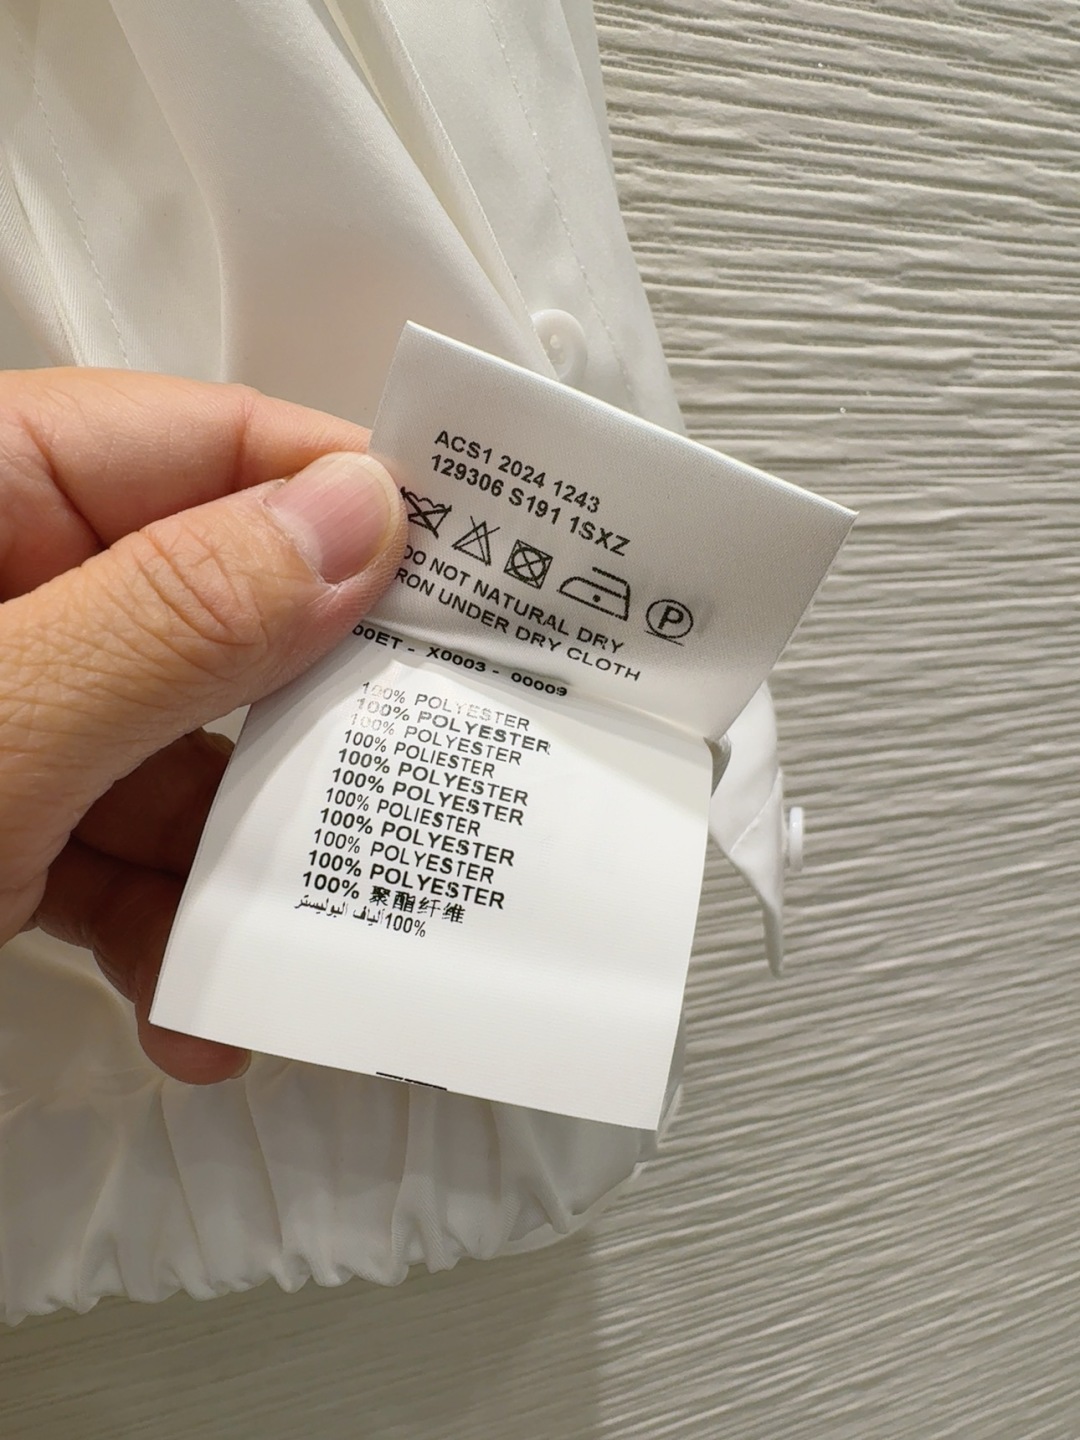 ACS1 2024 1243
129306 S191 1SXZ
P
DO NOT NATURAL DRY
IRON UNDER DRY CLOTH
- X0003 - 00009
100% POLYESTER
100% POLYESTER
100% POLYESTER
100% POLIESTER
100% POLYESTER
100% POLYESTER
100% POLIESTER
100% POLYESTER
100% POLYESTER
100% POLYESTER
100% 聚酯纤维
100% ألياف البوليستر